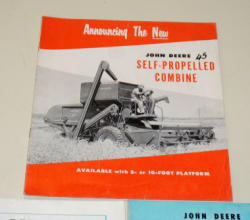 Announcing The New
JOHN DEERE 45
SELF-PROPELLED
COMBINE
AVAILABLE with 8- or 10-FOOT PLATFORM
JOHN DEERE